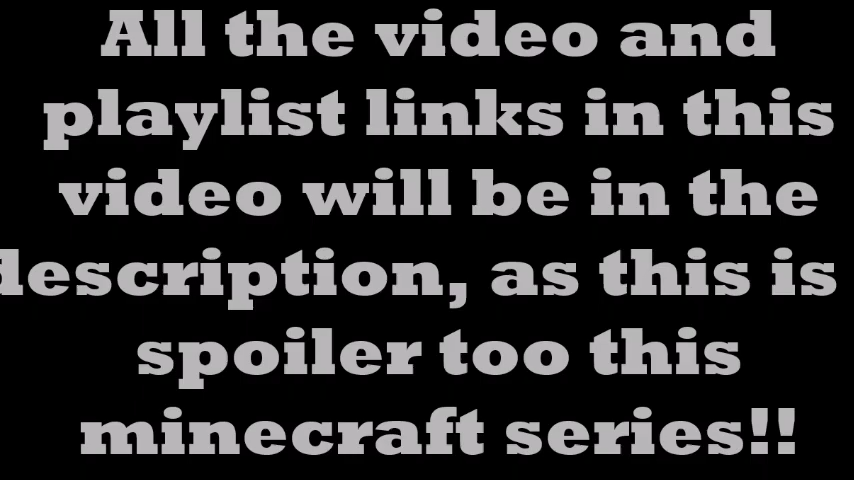 All the video and
playlist links in this
video will be in the
description, as this is
spoiler too this
minecraft series!!